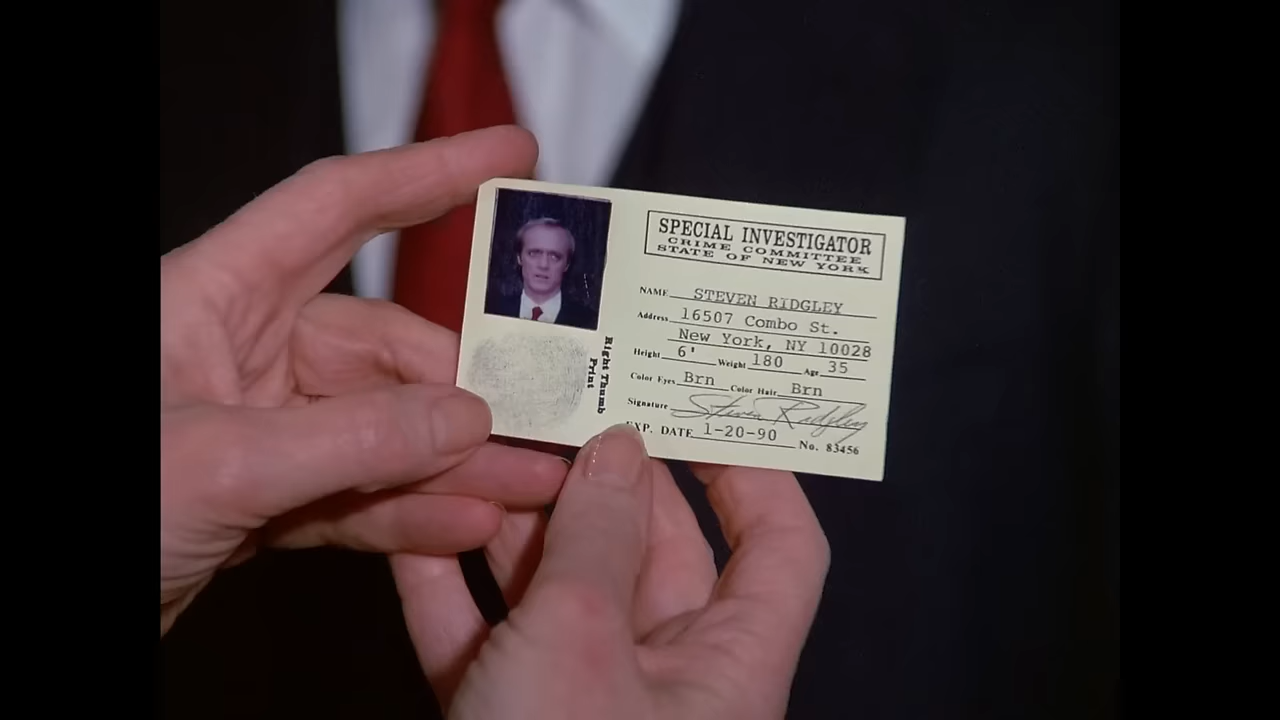 SPECIAL INVESTIGATOR
CRIME COMMITTEE
STATE OF NEW YORK
NAME STEVEN RIDGLEY
Address 16507 Combo St.
New York, NY 10028
Height 6' Weight 180 Age 35
Color Eyes Brn Color Hair Brn
Signature Steven Ridgley
EXP. DATE 1-20-90 No. 83456
Right Thumb
Print